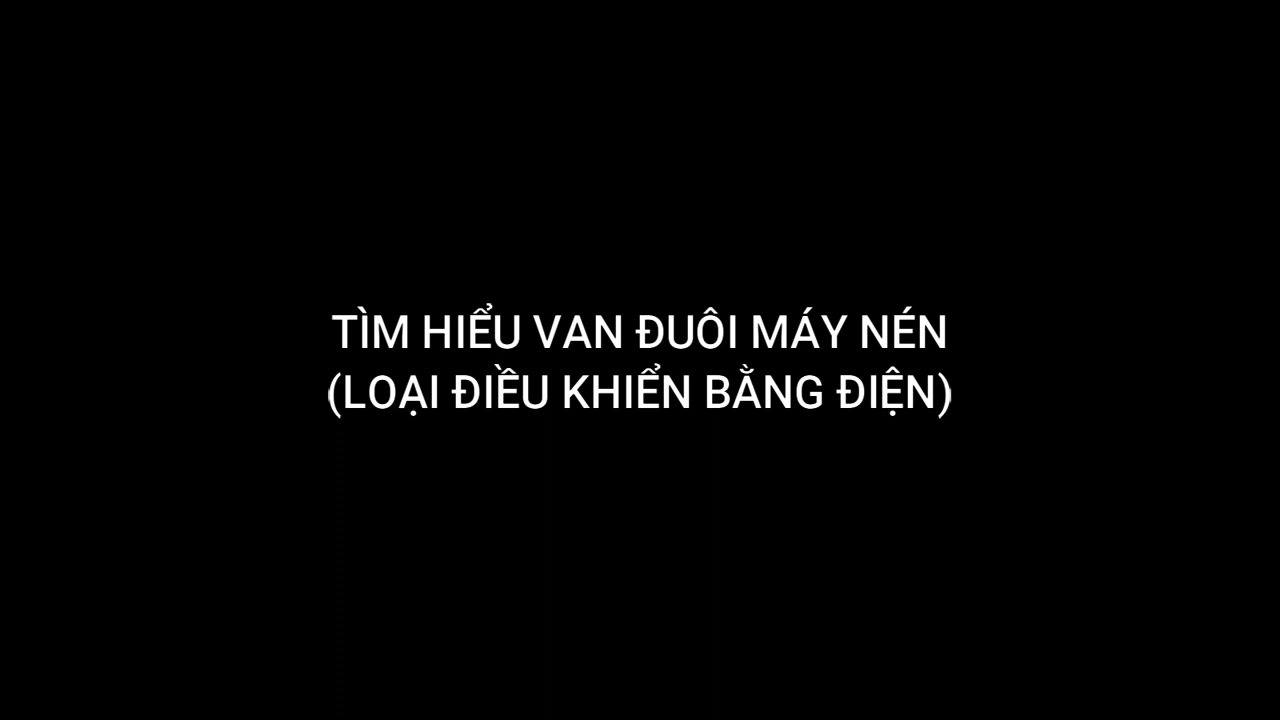 TÌM HIỂU VAN ĐUÔI MÁY NÉN
(LOẠI ĐIỀU KHIỂN BẰNG ĐIỆN)